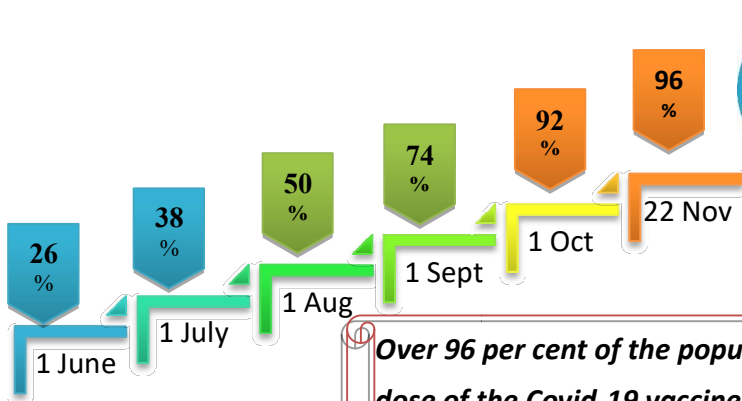 26
%
1 June
38
%
1 July
50
%
1 Aug
74
%
1 Sept
92
%
1 Oct
96
%
22 Nov
Over 96 per cent of the
dose of the Covid-19 vaccine